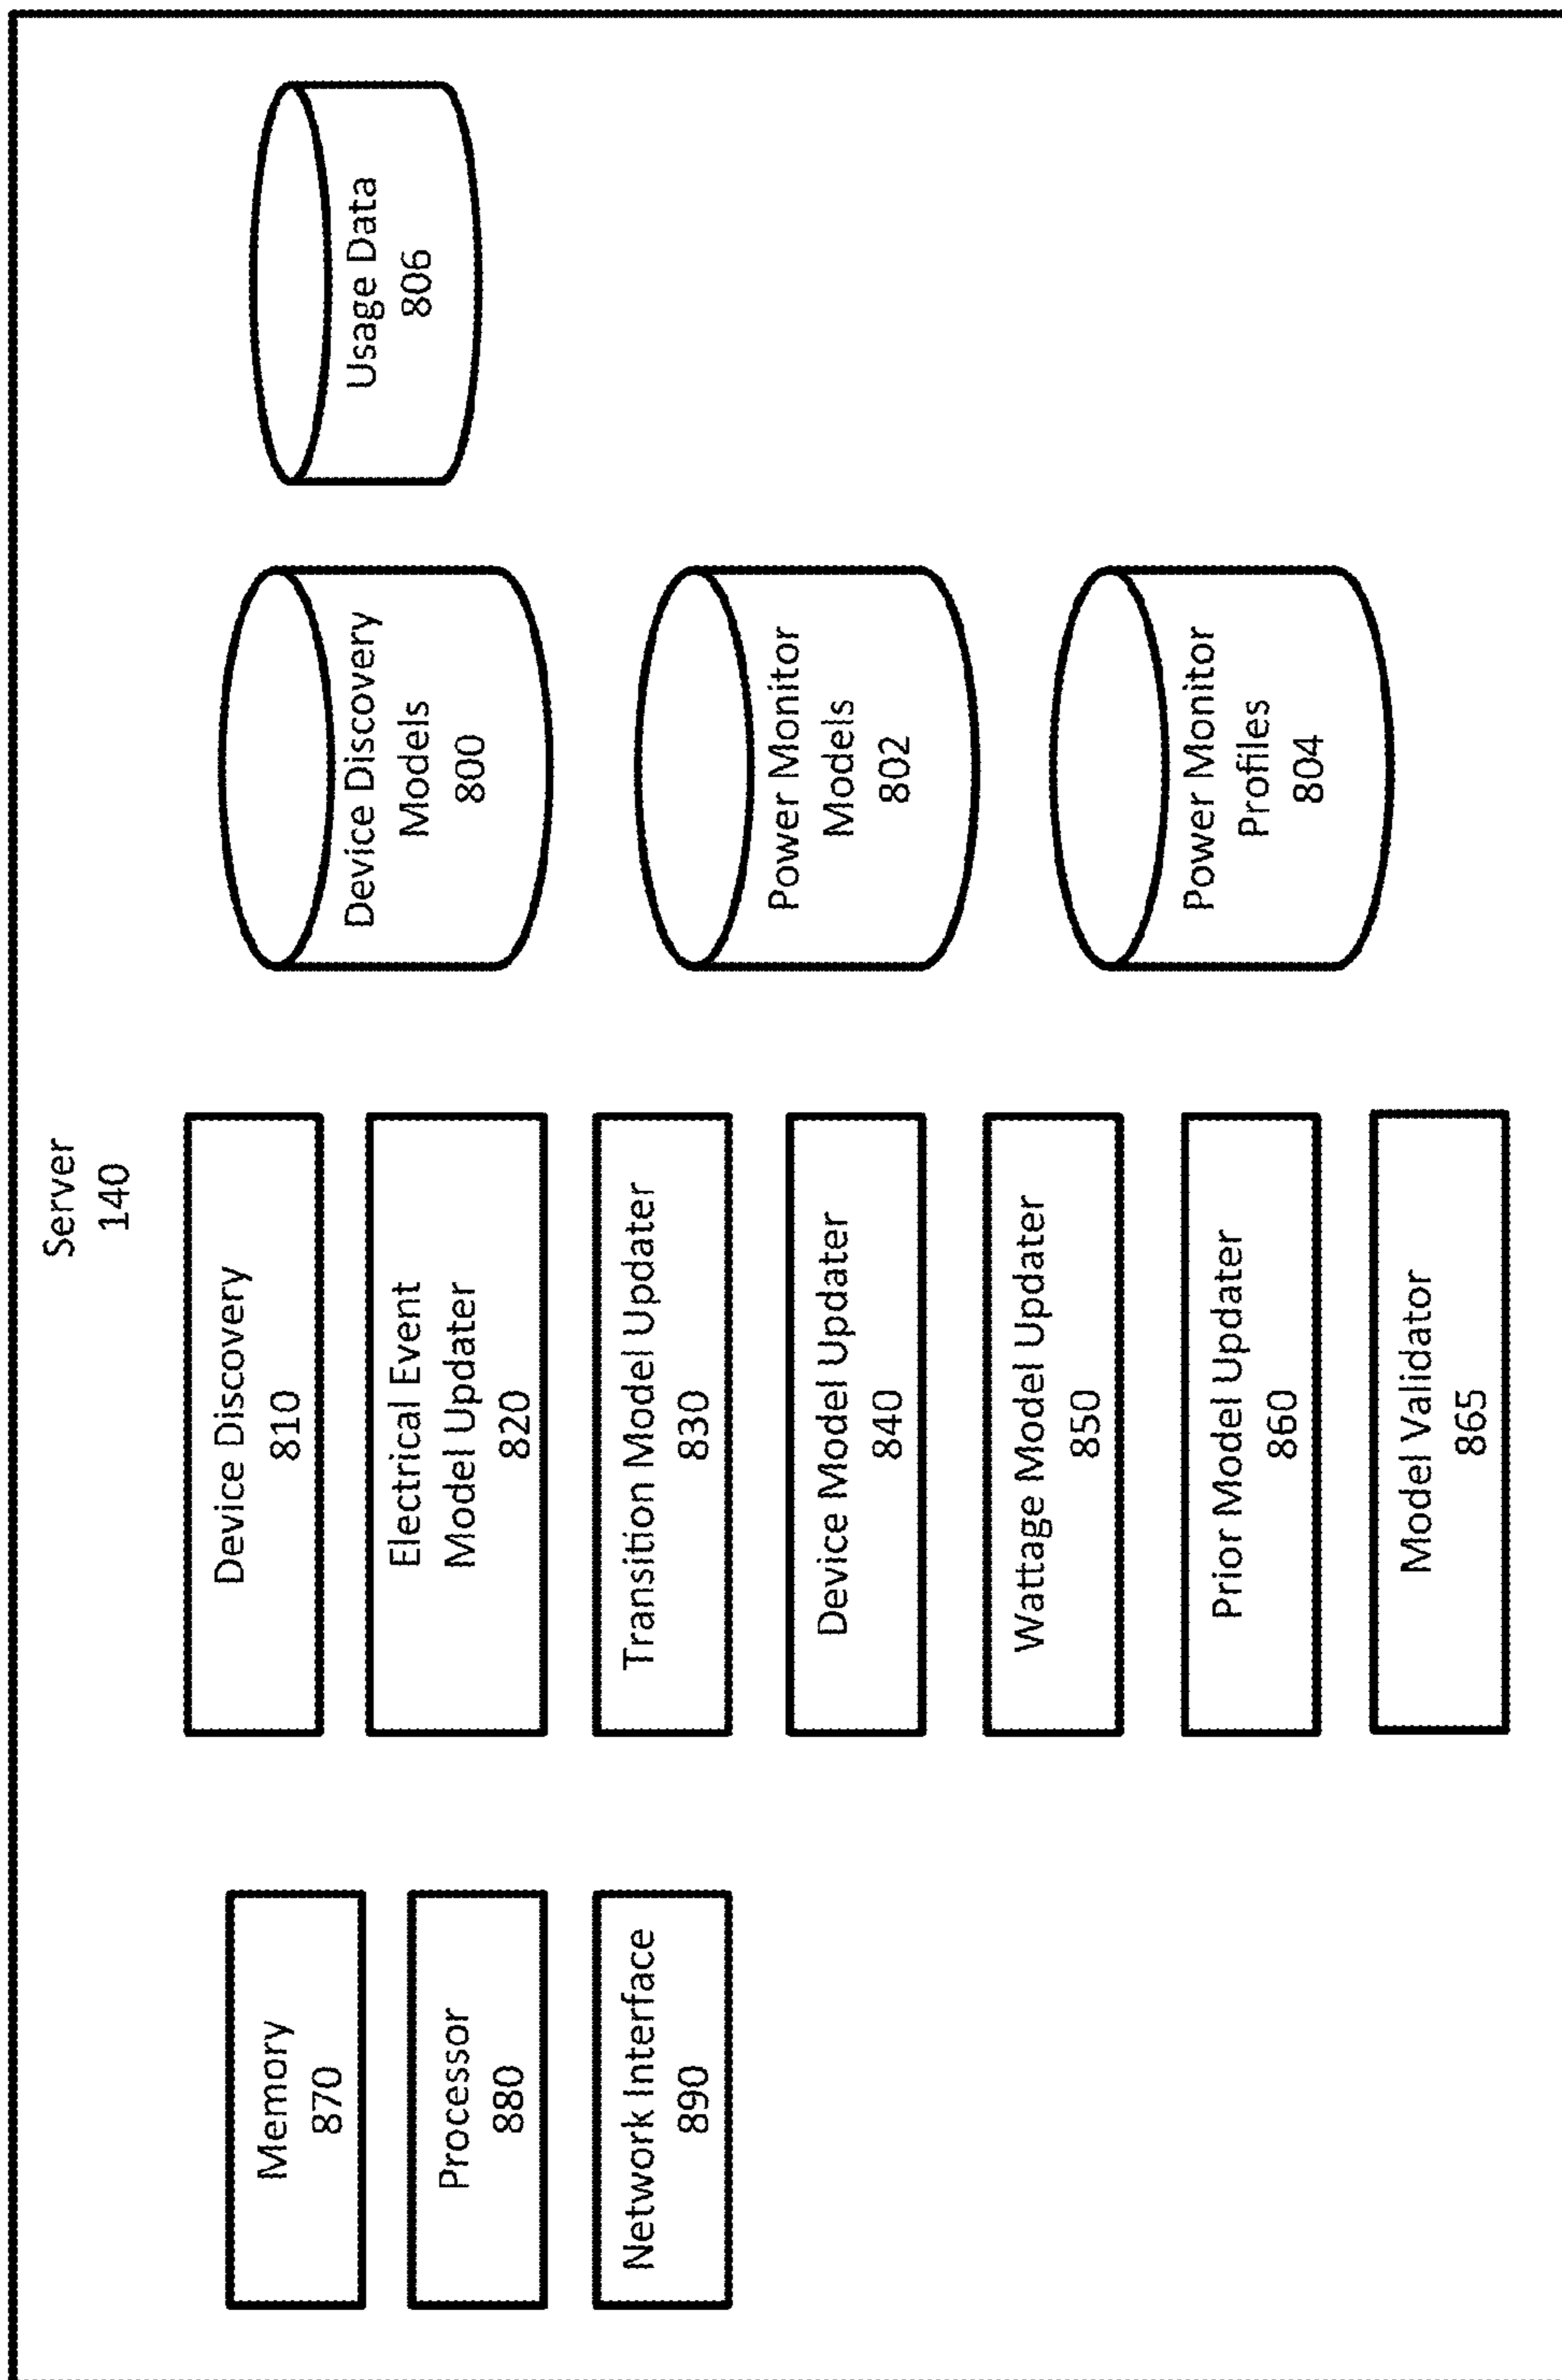 Server
140
Memory
870
Processor
880
Network Interface
890
Device Discovery
810
Electrical Event
Model Updater
820
Transition Model Updater
830
Device Model Updater
840
Wattage Model Updater
850
Prior Model Updater
860
Model Validator
865
Device Discovery
Models
800
Power Monitor
Models
802
Power Monitor
Profiles
804
Usage Data
806